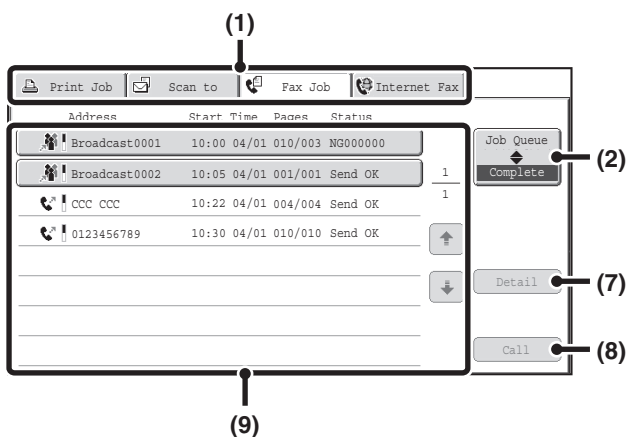 (1)
Print Job Scan to Fax Job Internet Fax
Address Start Time Pages Status
Broadcast0001 10:00 04/01 010/003 NG000000
Broadcast0002 10:05 04/01 001/001 Send OK
CCC CCC 10:22 04/01 004/004 Send OK
0123456789 10:30 04/01 010/010 Send OK
1
1
Job Queue
Complete
(2)
Detail
(7)
Call
(8)
(9)